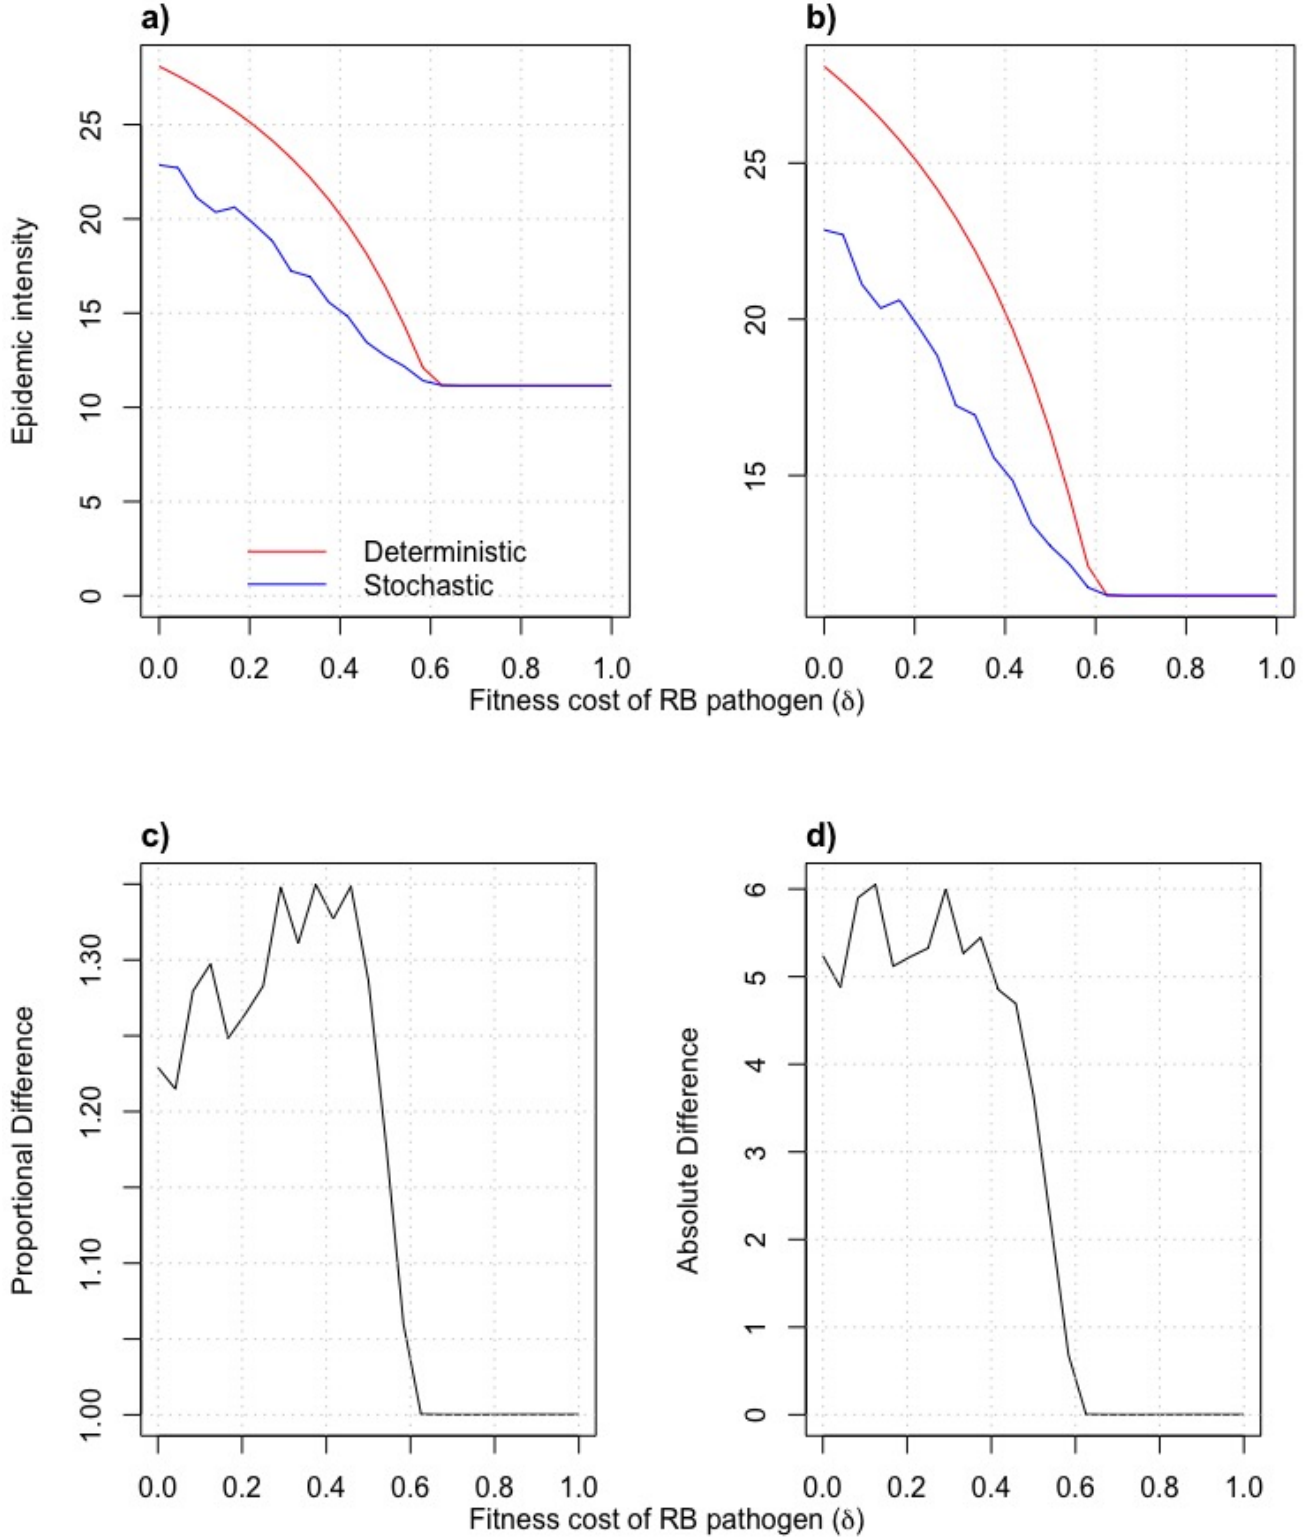 a)
b)
Epidemic intensity
25
20
15
10
5
0
Deterministic
Stochastic
0.0 0.2 0.4 0.6 0.8 1.0
25
20
15
0.0 0.2 0.4 0.6 0.8 1.0
Fitness cost of RB pathogen (δ)
c)
d)
Proportional Difference
1.30
1.20
1.10
1.00
0.0 0.2 0.4 0.6 0.8 1.0
Absolute Difference
6
5
4
3
2
1
0
0.0 0.2 0.4 0.6 0.8 1.0
Fitness cost of RB pathogen (δ)